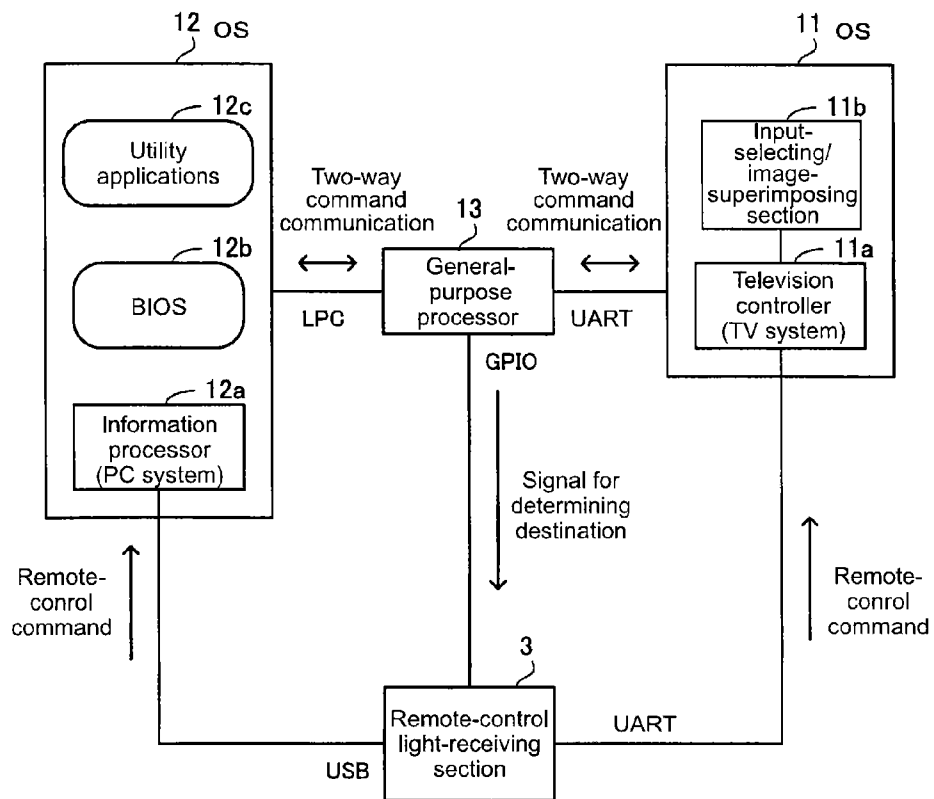 12 OS
12c
Utility
applications
12b
BIOS
12a
Information
processor
(PC system)
Two-way
command
communication
LPC
13
General-
purpose
processor
GPIO
Two-way
command
communication
UART
11 OS
11b
Input-
selecting/
image-
superimposing
section
11a
Television
controller
(TV system)
Signal for
determining
destination
Remote-
conrol
command
Remote-
conrol
command
3
Remote-control
light-receiving
section
USB
UART